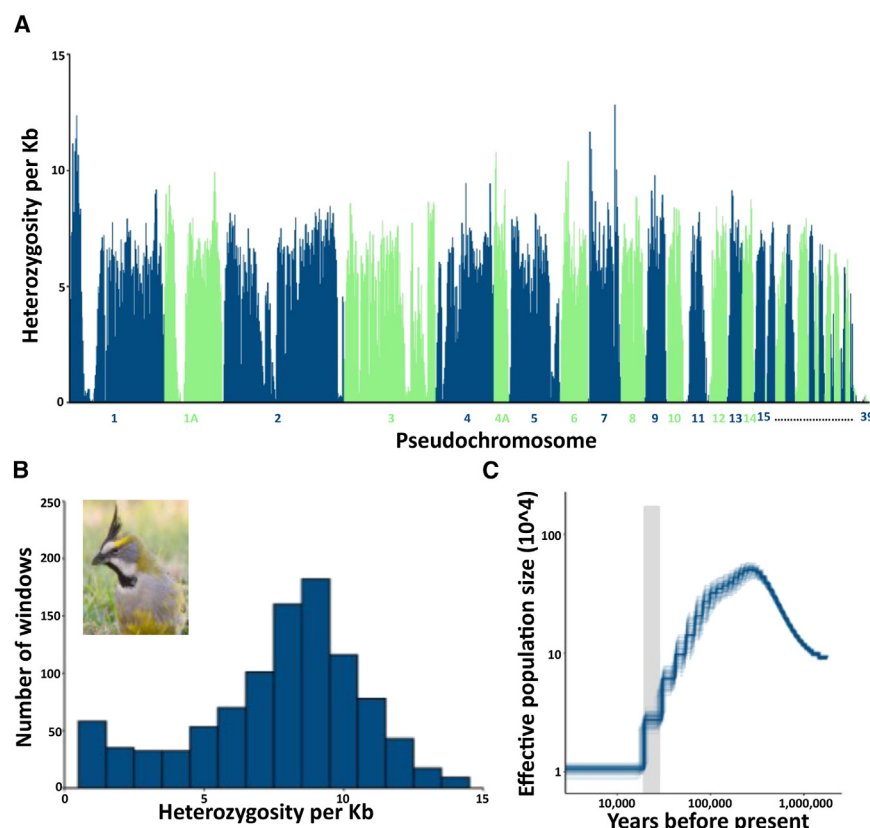 A
15
10
5
0
Heterozygosity per Kb
1 1A 2 3 4 4A 5 6 7 8 9 10 11 12 13 14 15 ........................ 39
Pseudochromosome
B
250
200
150
100
50
0
Number of windows
0 5 10 15
Heterozygosity per Kb
C
Effective population size (10^4)
100
10
1
10,000 100,000 1,000,000
Years before present